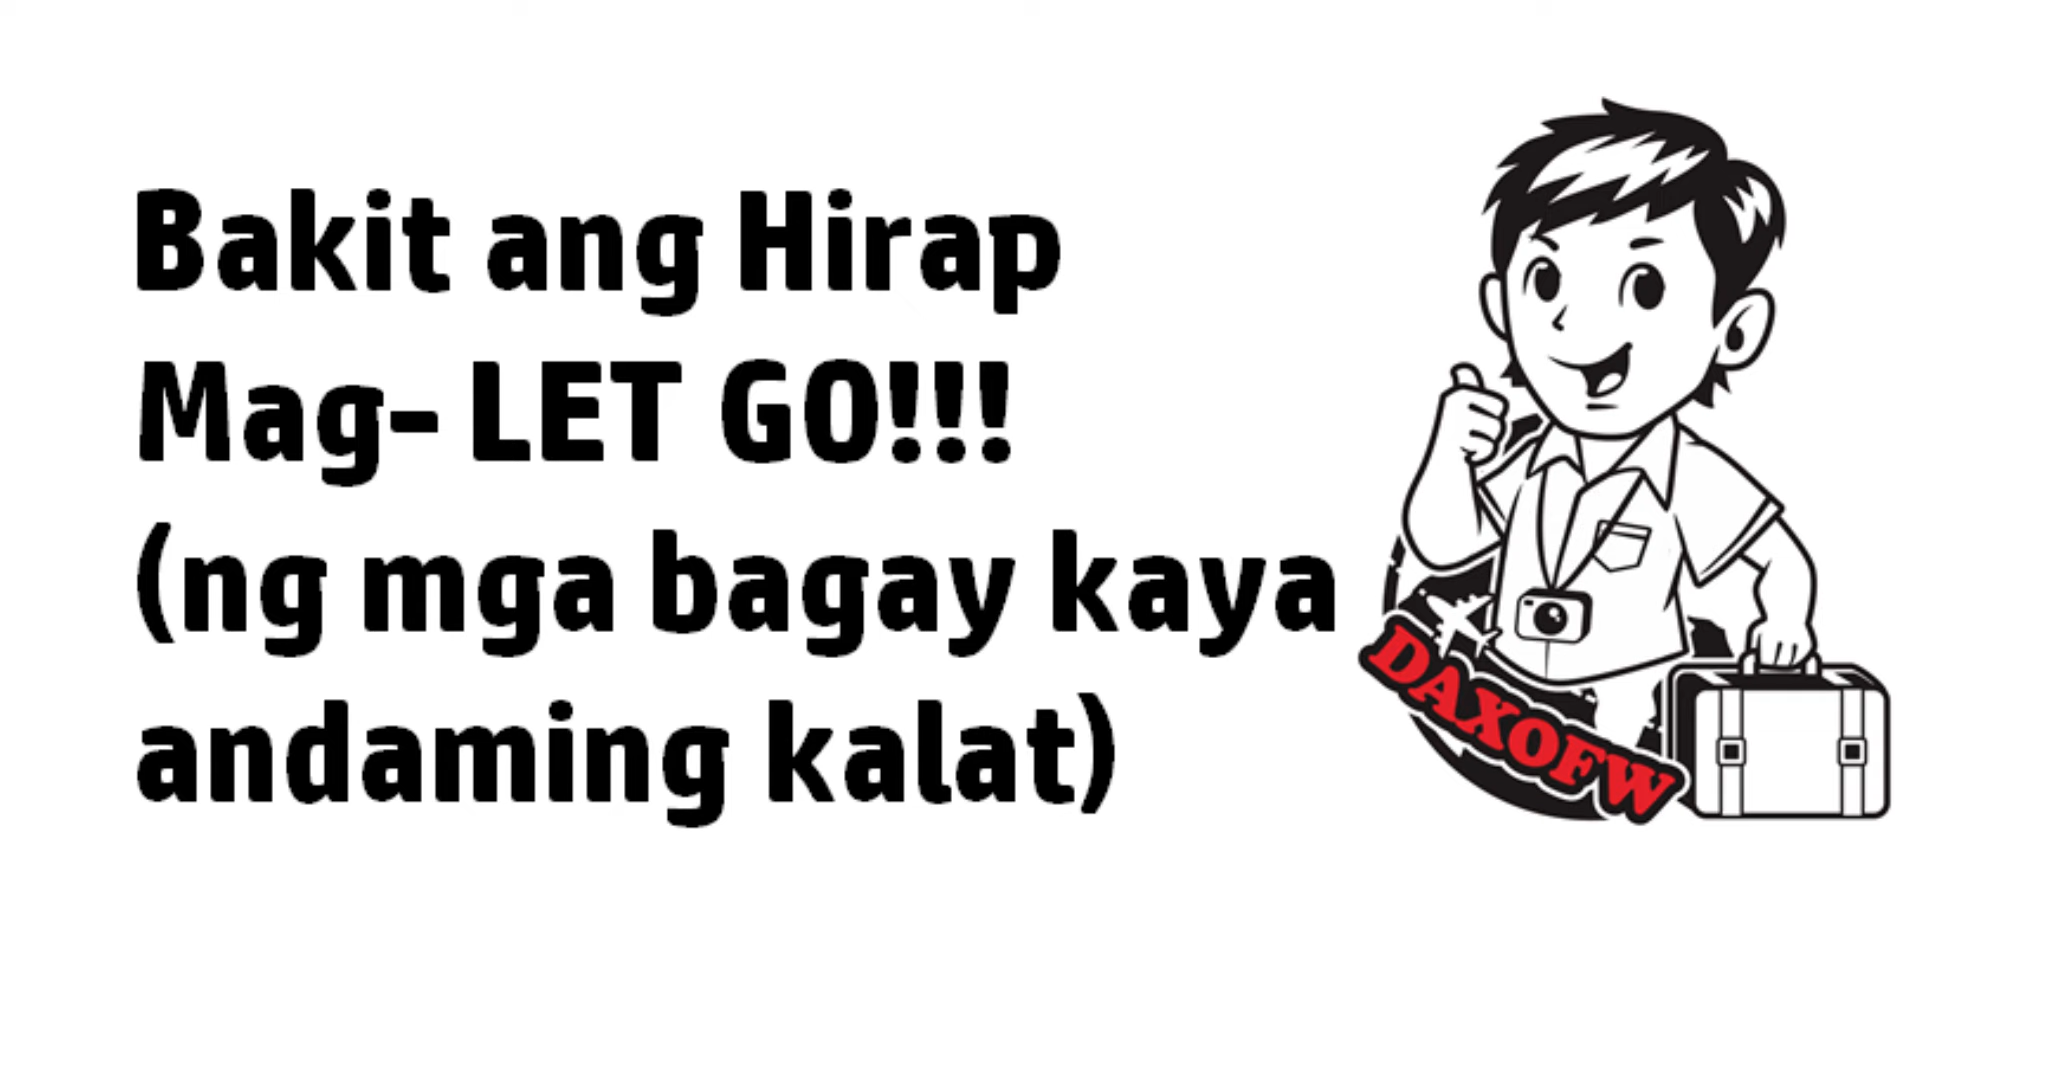 Bakit ang Hirap
Mag- LET GO!!!
(ng mga bagay kaya
andaming kalat)
DAXOFW